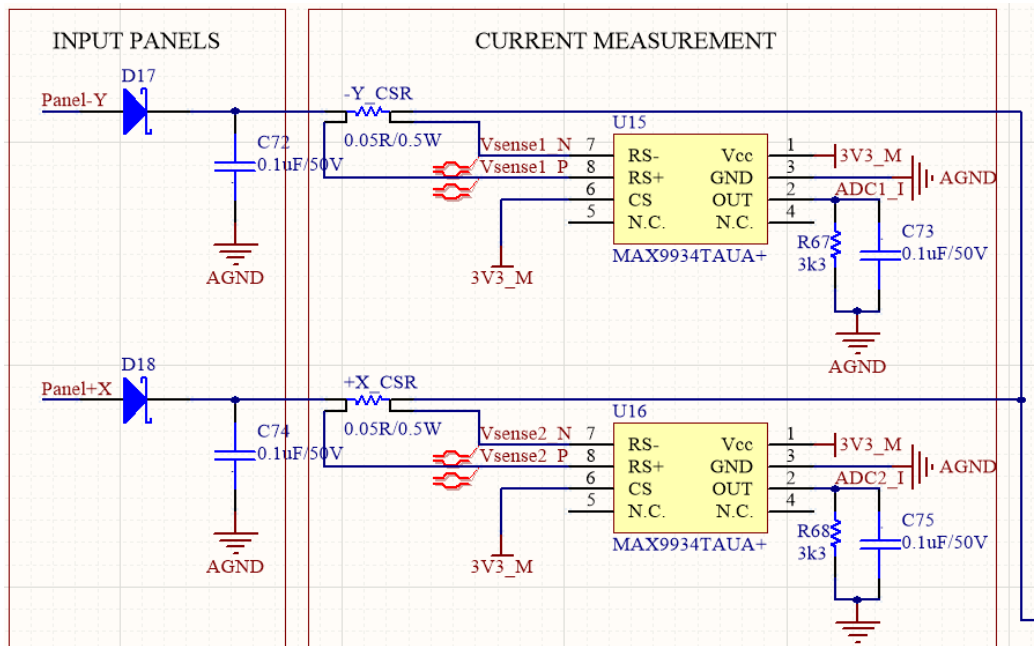 INPUT PANELS
CURRENT MEASUREMENT
D17
Panel-Y
-Y_CSR
0.05R/0.5W
C72
0.1uF/50V
AGND
Vsense1_N
Vsense1_P
3V3_M
U15
7 RS- Vcc 1
8 RS+ GND 3
6 CS OUT 2
5 N.C. N.C. 4
MAX9934TAUA+
3V3_M
AGND
ADC1_I
R67
3k3
C73
0.1uF/50V
AGND
D18
Panel+X
+X_CSR
0.05R/0.5W
C74
0.1uF/50V
AGND
Vsense2_N
Vsense2_P
3V3_M
U16
7 RS- Vcc 1
8 RS+ GND 3
6 CS OUT 2
5 N.C. N.C. 4
MAX9934TAUA+
3V3_M
AGND
ADC2_I
R68
3k3
C75
0.1uF/50V